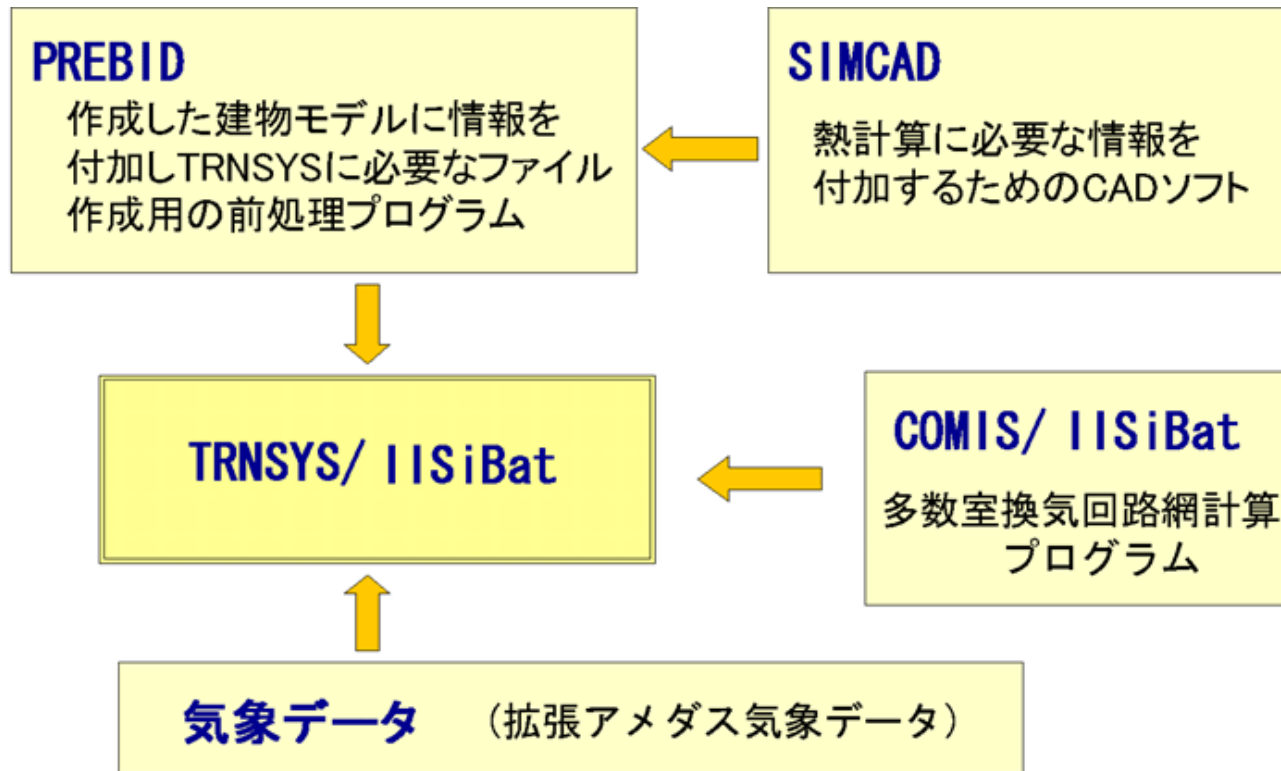 PREBID
作成した建物モデルに情報を
付加しTRNSYSに必要なファイル
作成用の前処理プログラム
SIMCAD
熱計算に必要な情報を
付加するためのCADソフト
TRNSYS/ IISiBat
COMIS/ IISiBat
多数室換気回路網計算
プログラム
気象データ (拡張アメダス気象データ)